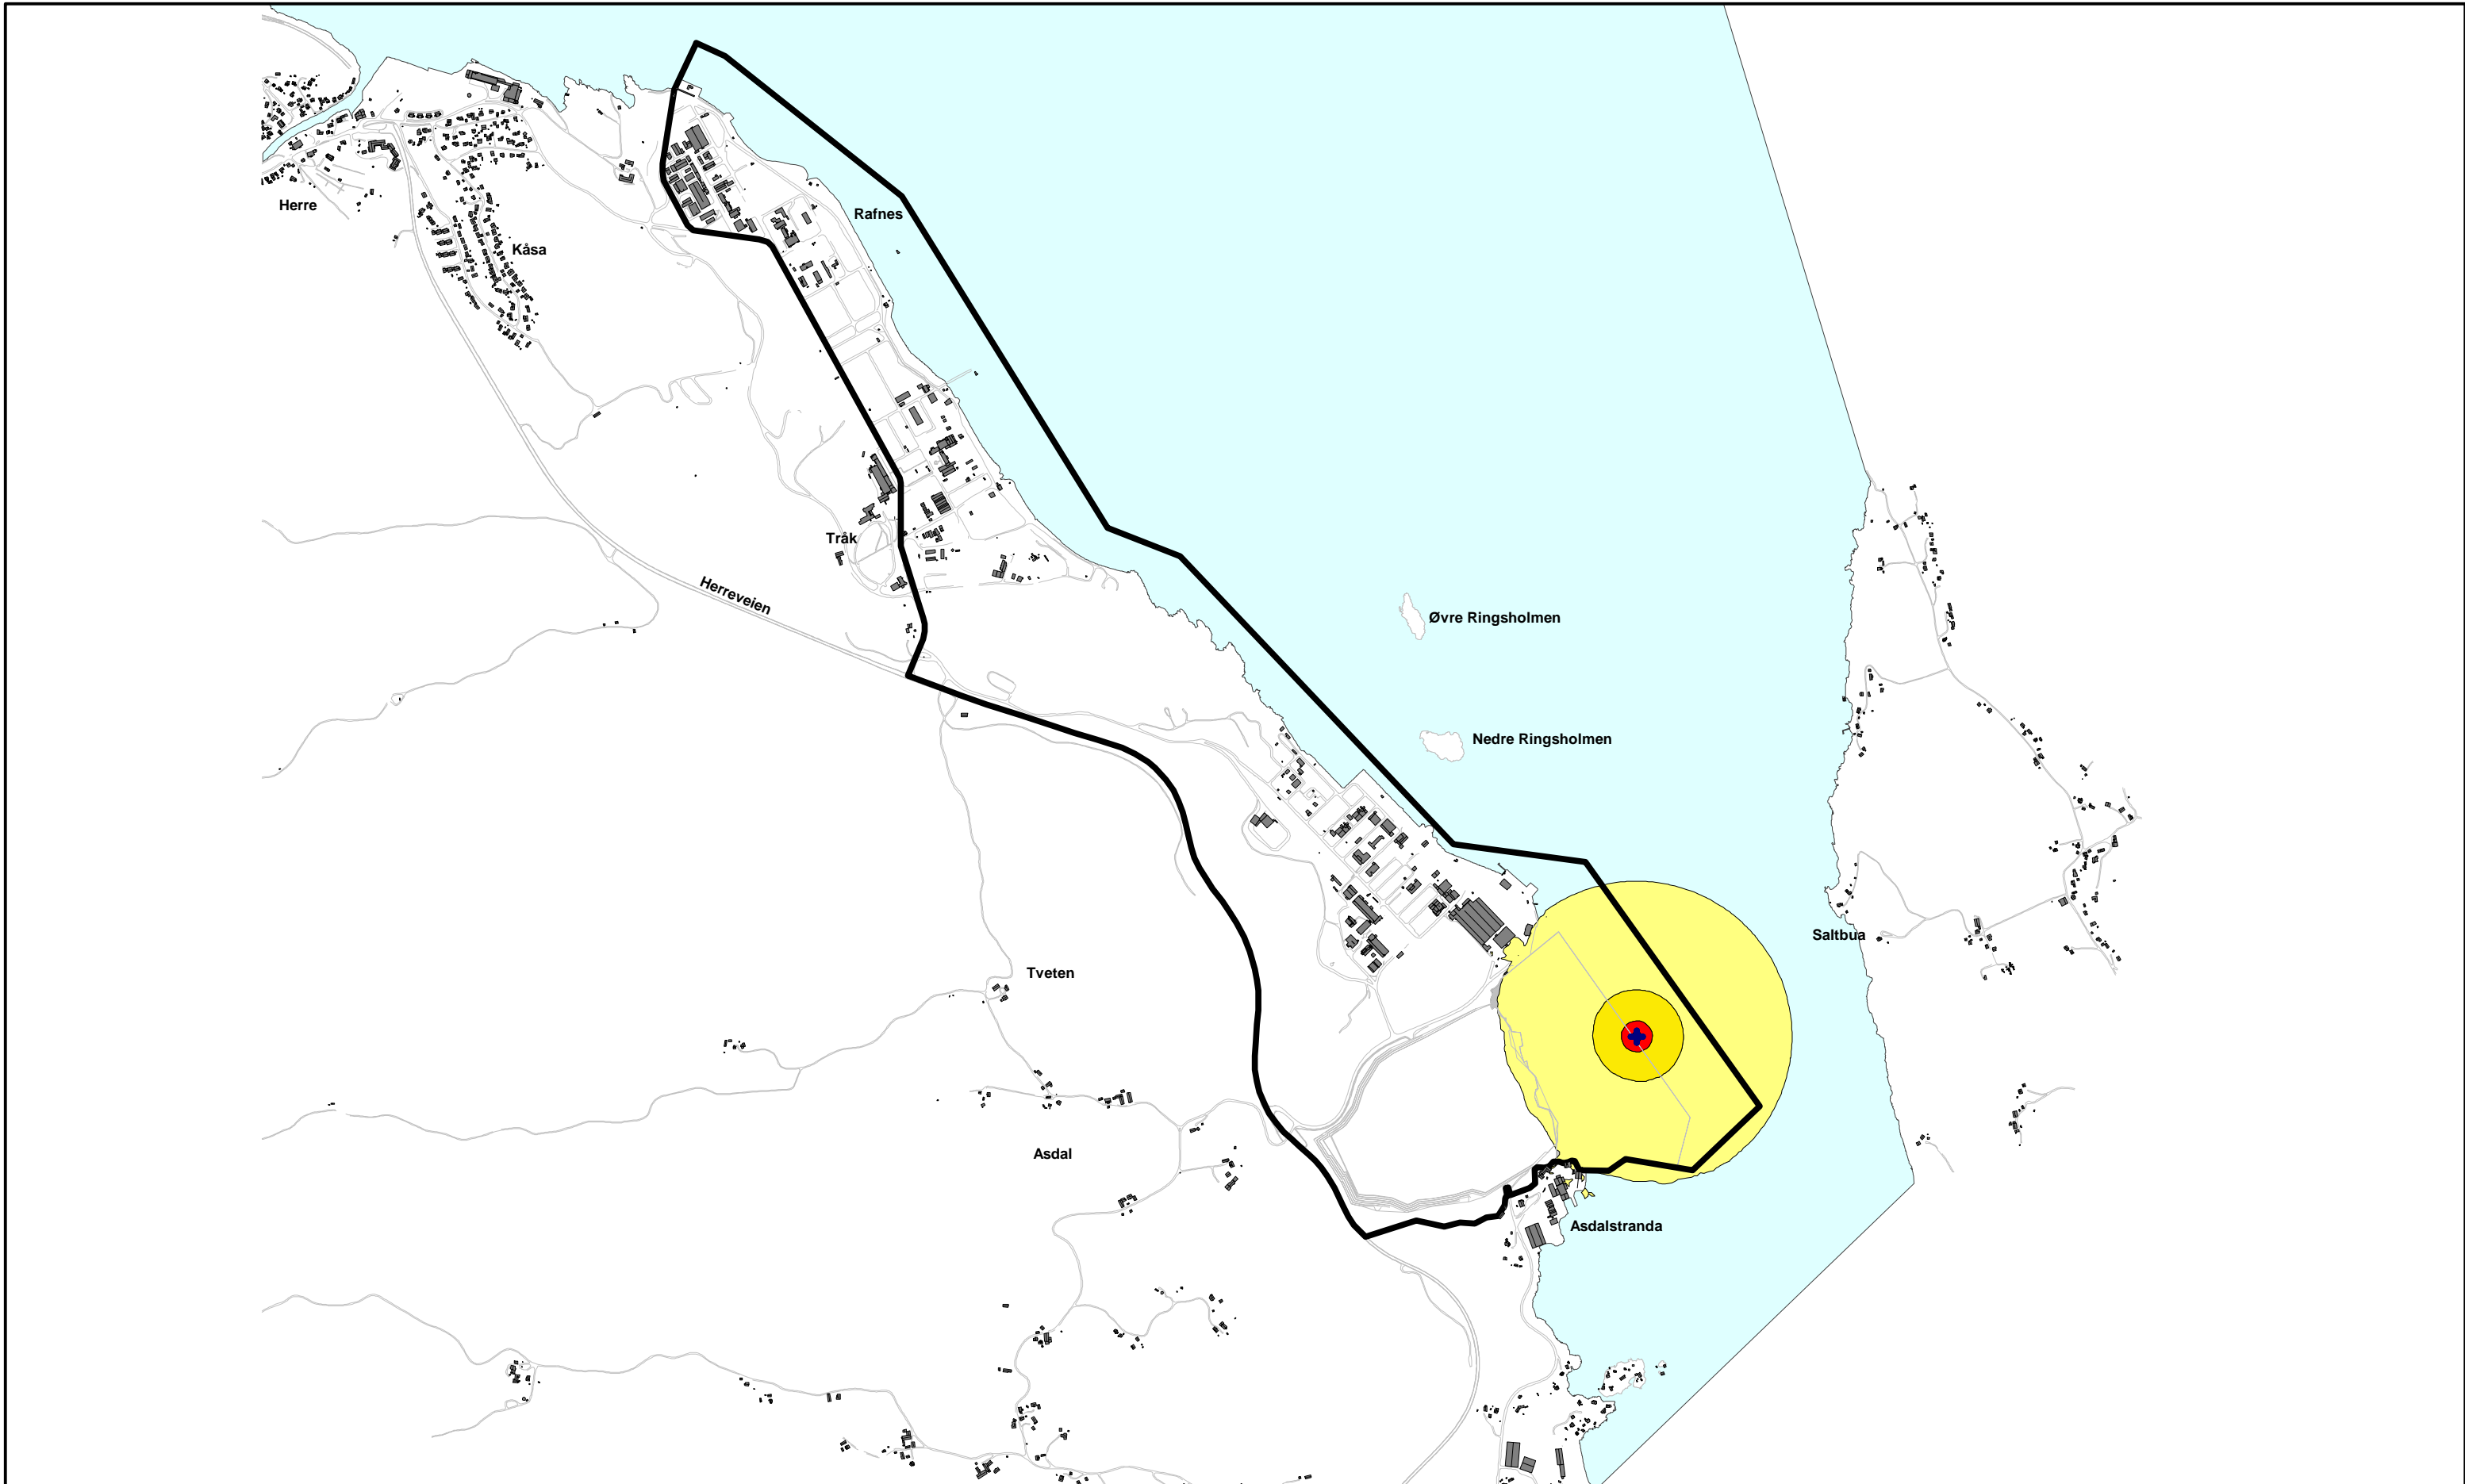 Herre
Rafnes
Kåsa
Tråk
Herreveien
Øvre Ringsholmen
Nedre Ringsholmen
Saltbua
Tveten
Asdal
Asdalstranda